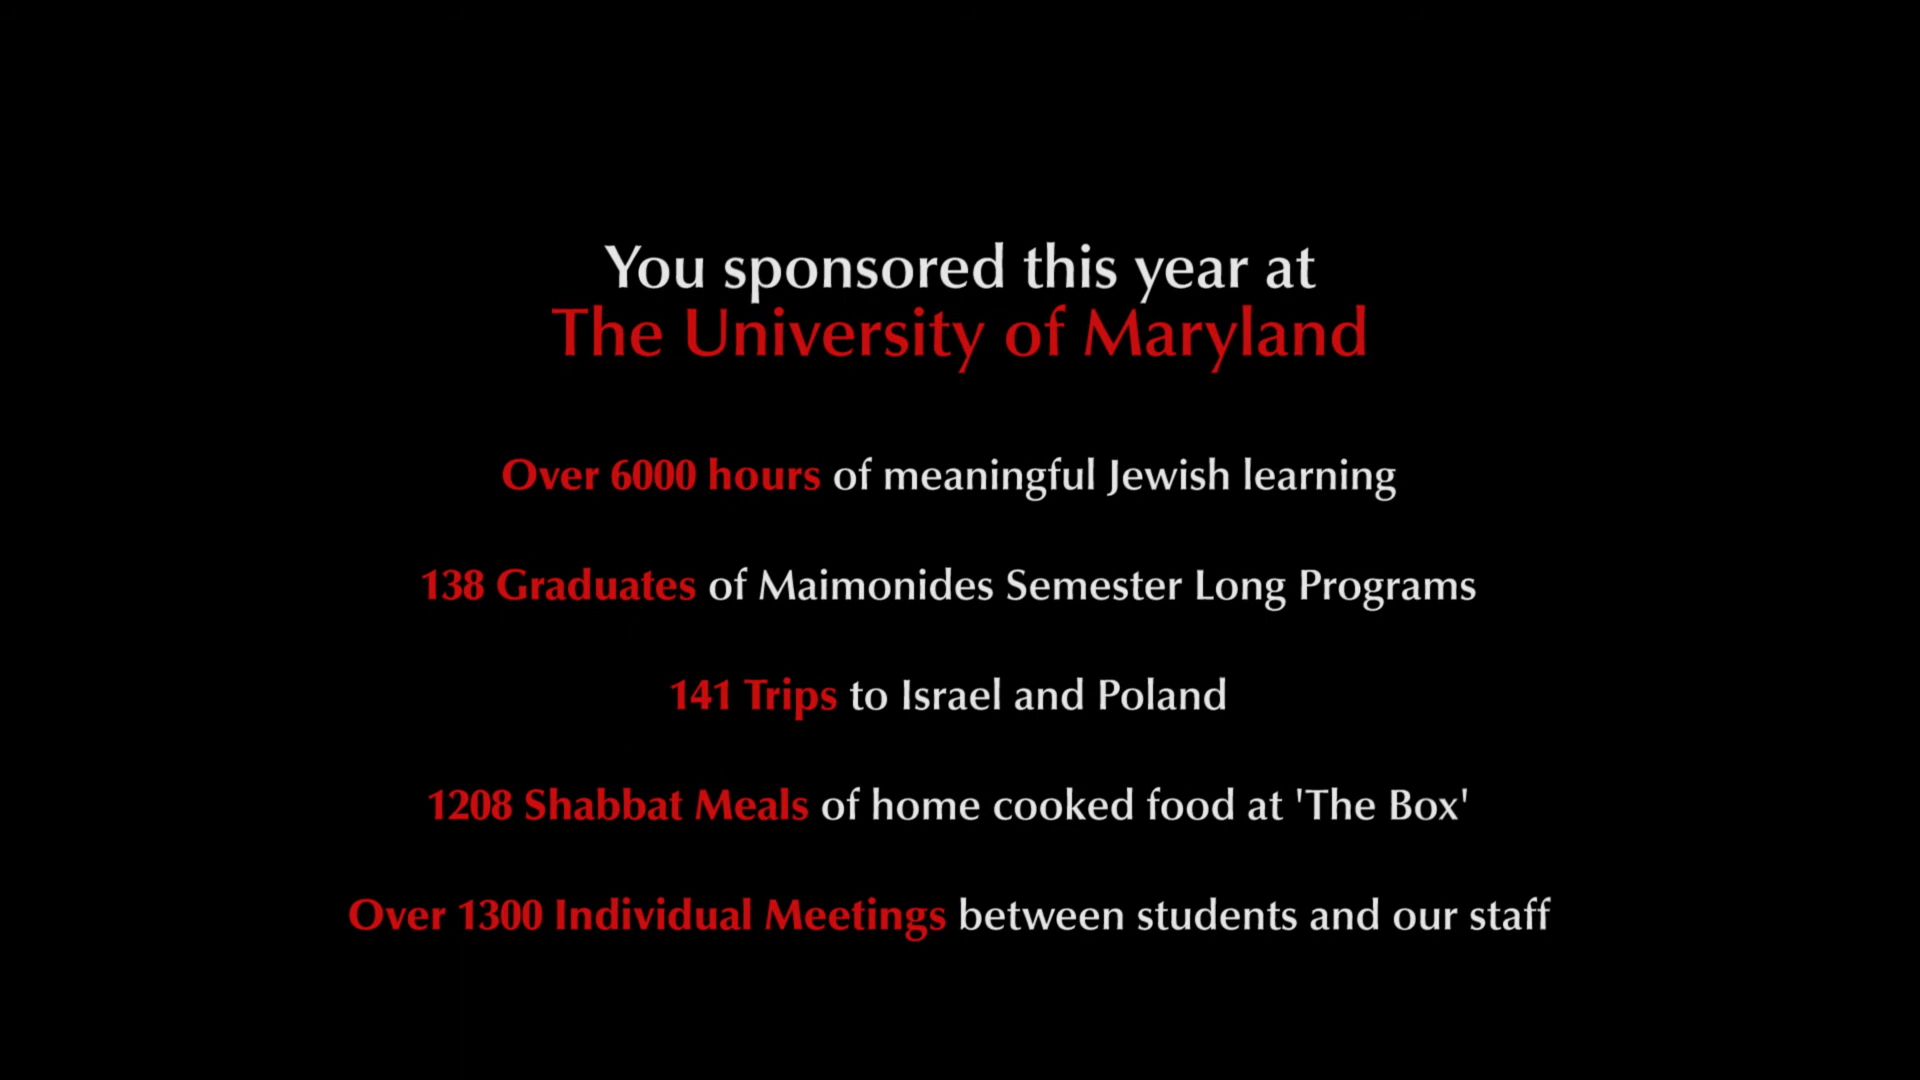 You sponsored this year at
The University of Maryland
Over 6000 hours of meaningful Jewish learning
138 Graduates of Maimonides Semester Long Programs
141 Trips to Israel and Poland
1208 Shabbat Meals of home cooked food at 'The Box'
Over 1300 Individual Meetings between students and our staff